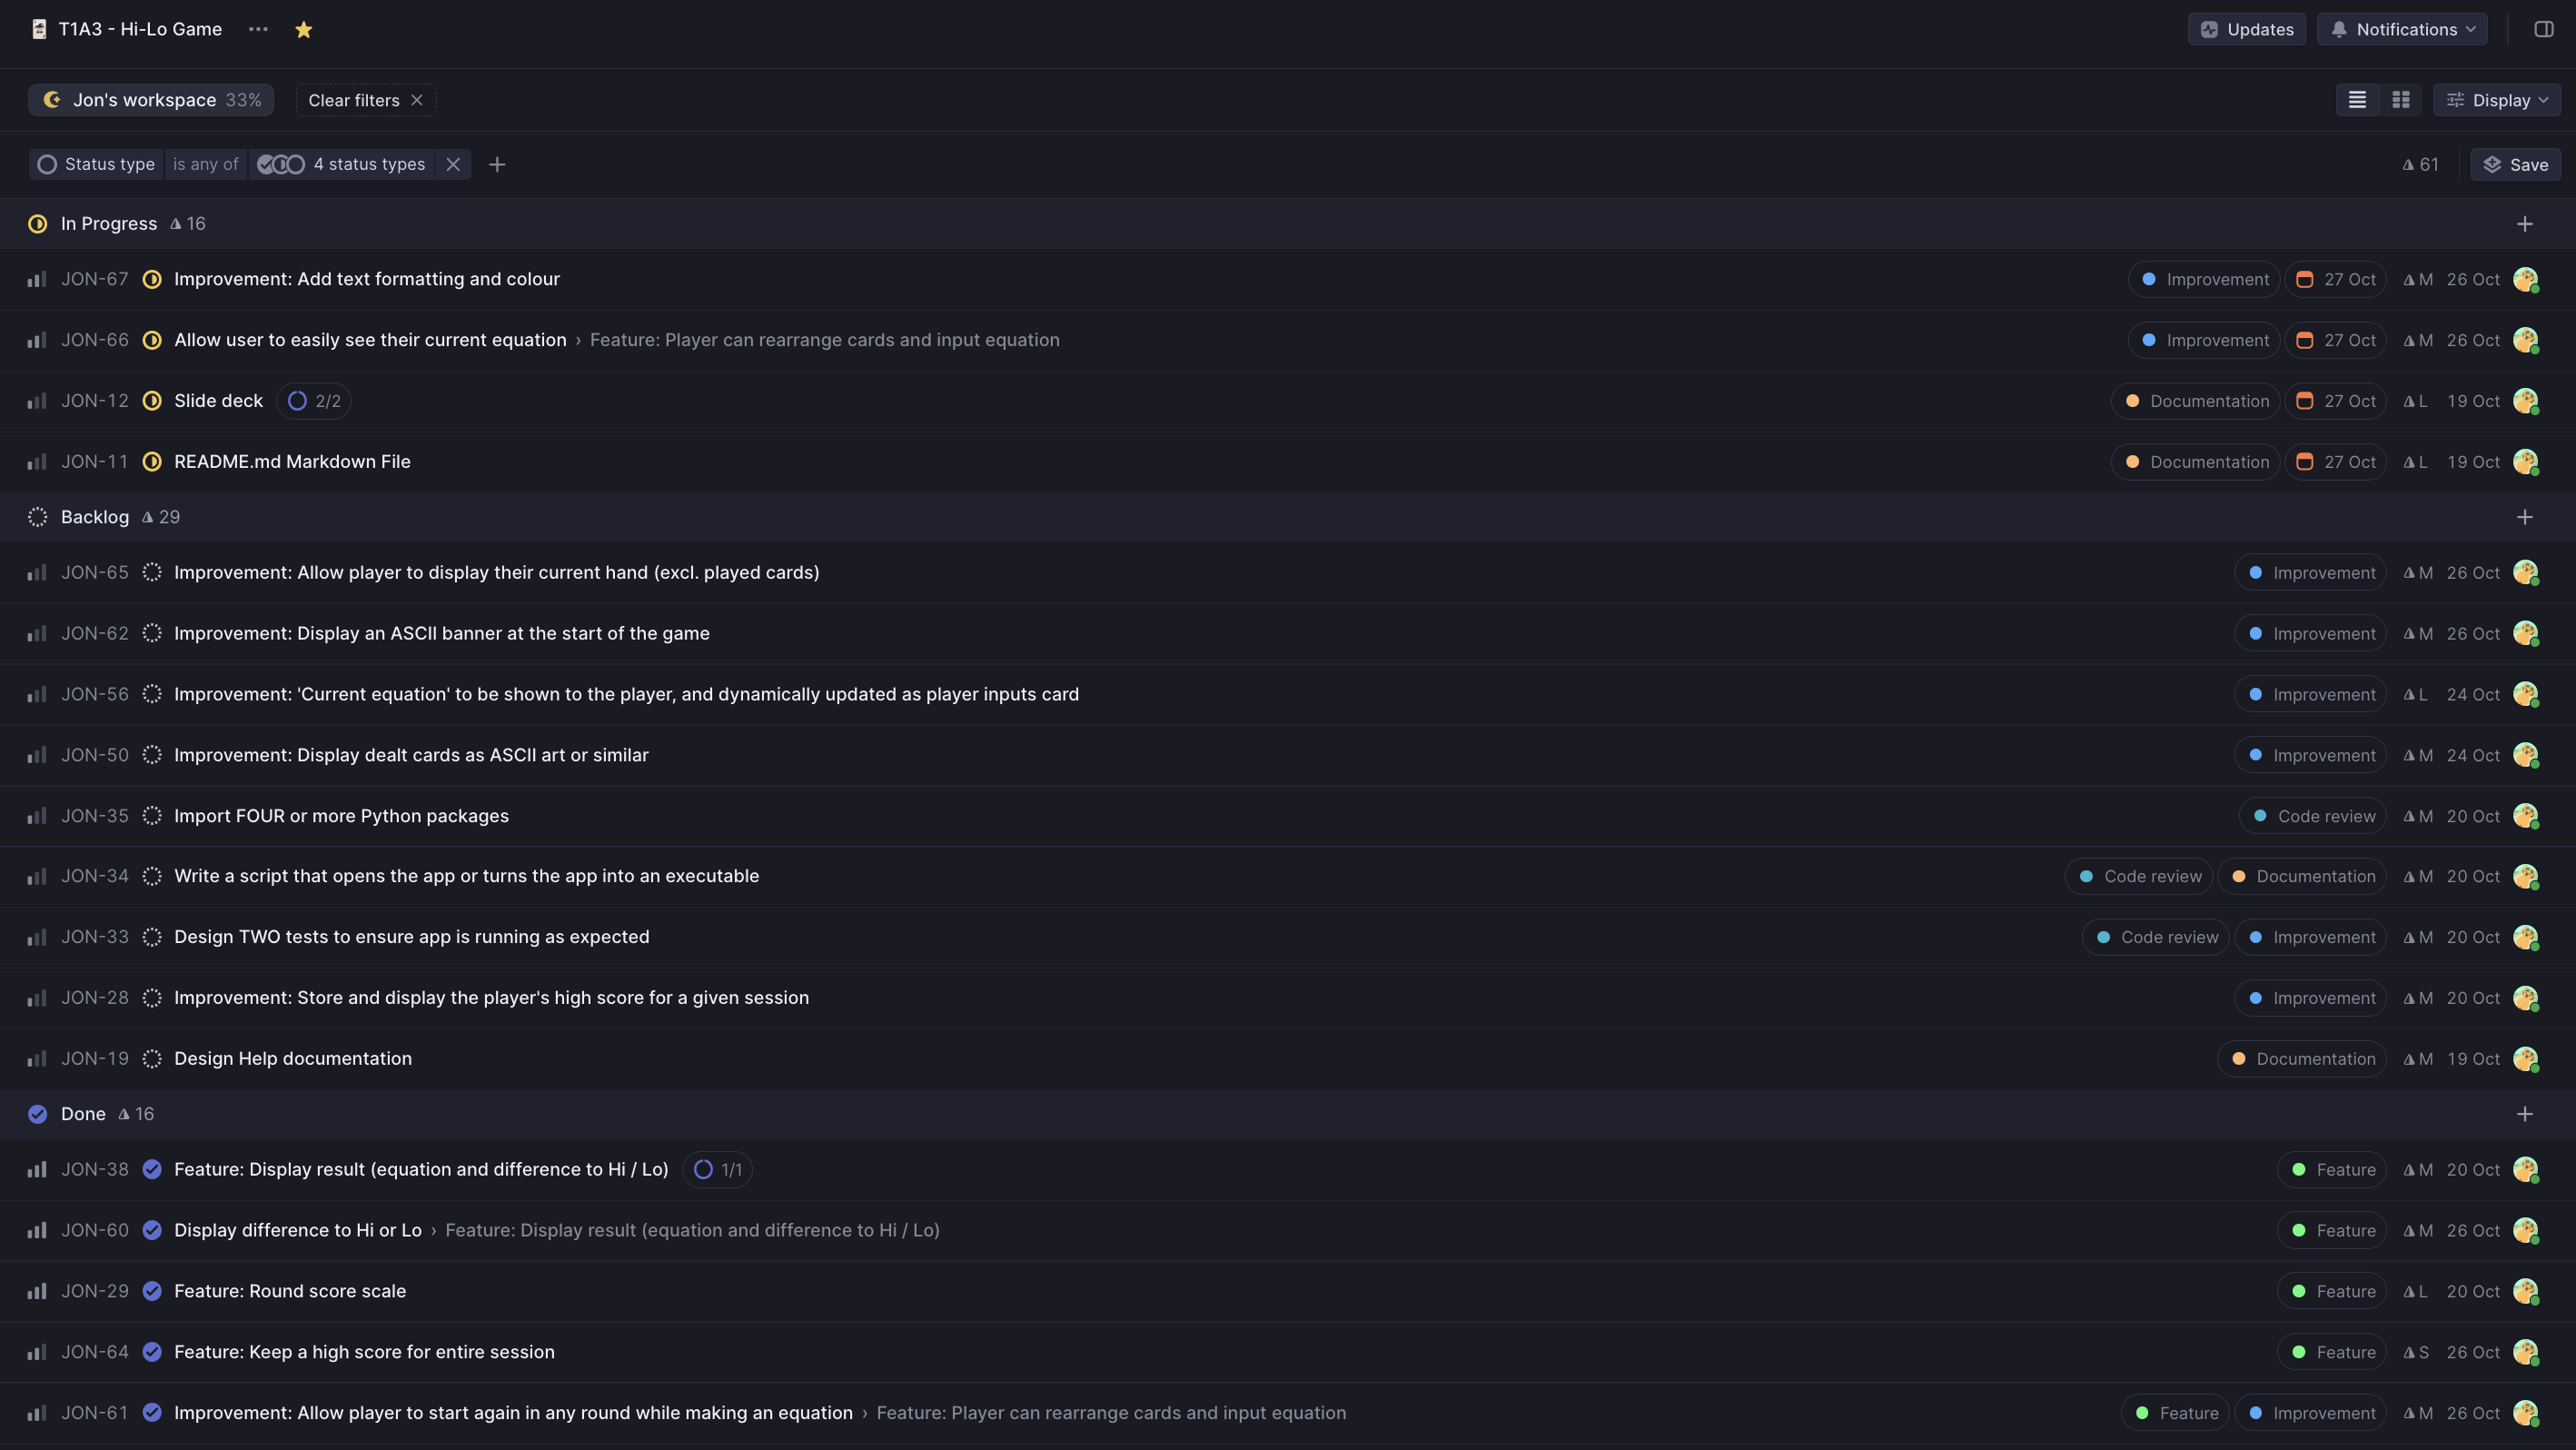 T1A3 - Hi-Lo Game ... Updates Notifications
Jon's workspace 33% Clear filters Display
Status type is any of 4 status types 61 Save
In Progress 16
JON-67 Improvement: Add text formatting and colour Improvement 27 Oct M 26 Oct
JON-66 Allow user to easily see their current equation › Feature: Player can rearrange cards and input equation Improvement 27 Oct M 26 Oct
JON-12 Slide deck 2/2 Documentation 27 Oct L 19 Oct
JON-11 README.md Markdown File Documentation 27 Oct L 19 Oct
Backlog 29
JON-65 Improvement: Allow player to display their current hand (excl. played cards) Improvement M 26 Oct
JON-62 Improvement: Display an ASCII banner at the start of the game Improvement M 26 Oct
JON-56 Improvement: 'Current equation' to be shown to the player, and dynamically updated as player inputs card Improvement L 24 Oct
JON-50 Improvement: Display dealt cards as ASCII art or similar Improvement M 24 Oct
JON-35 Import FOUR or more Python packages Code review M 20 Oct
JON-34 Write a script that opens the app or turns the app into an executable Code review Documentation M 20 Oct
JON-33 Design TWO tests to ensure app is running as expected Code review Improvement M 20 Oct
JON-28 Improvement: Store and display the player's high score for a given session Improvement M 20 Oct
JON-19 Design Help documentation Documentation M 19 Oct
Done 16
JON-38 Feature: Display result (equation and difference to Hi / Lo) 1/1 Feature M 20 Oct
JON-60 Display difference to Hi or Lo › Feature: Display result (equation and difference to Hi / Lo) Feature M 26 Oct
JON-29 Feature: Round score scale Feature L 20 Oct
JON-64 Feature: Keep a high score for entire session Feature S 26 Oct
JON-61 Improvement: Allow player to start again in any round while making an equation › Feature: Player can rearrange cards and input equation Feature Improvement M 26 Oct